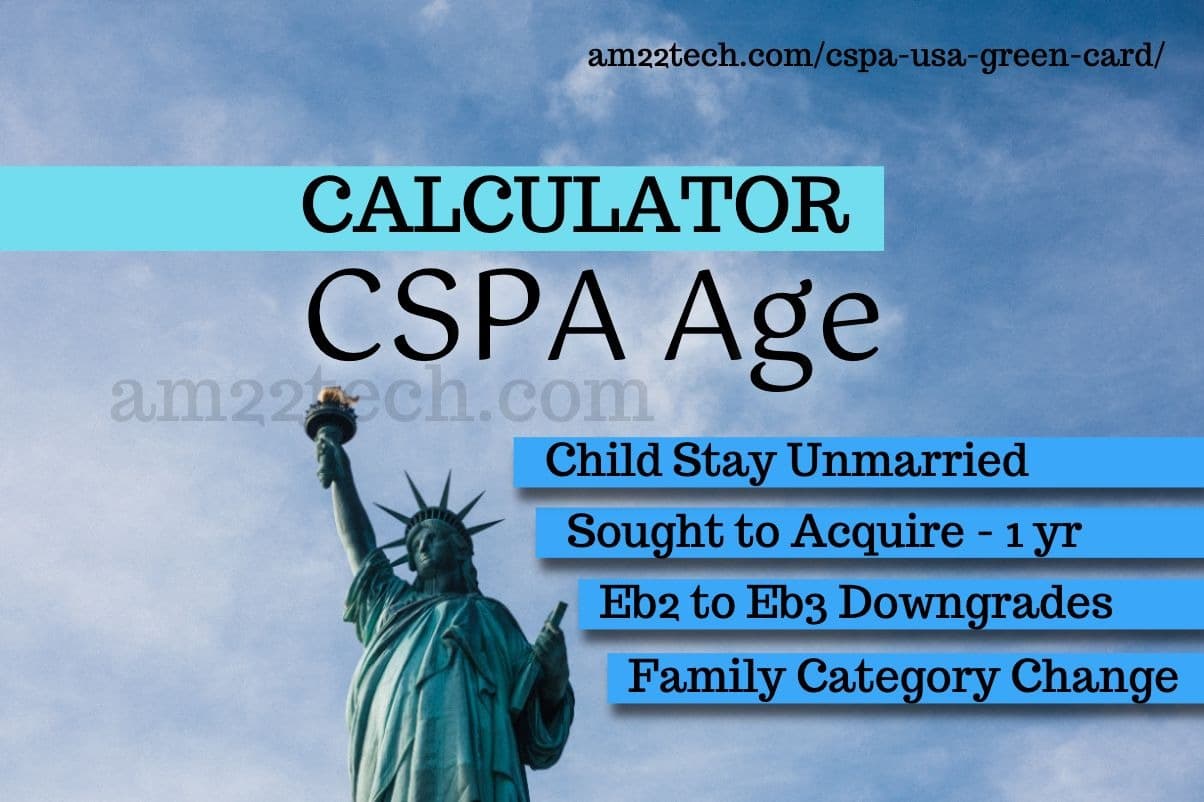 am22tech.com/cspa-usa-green-card/
CALCULATOR
CSPA Age
am22tech.com
Child Stay Unmarried
Sought to Acquire - 1 yr
Eb2 to Eb3 Downgrades
Family Category Change